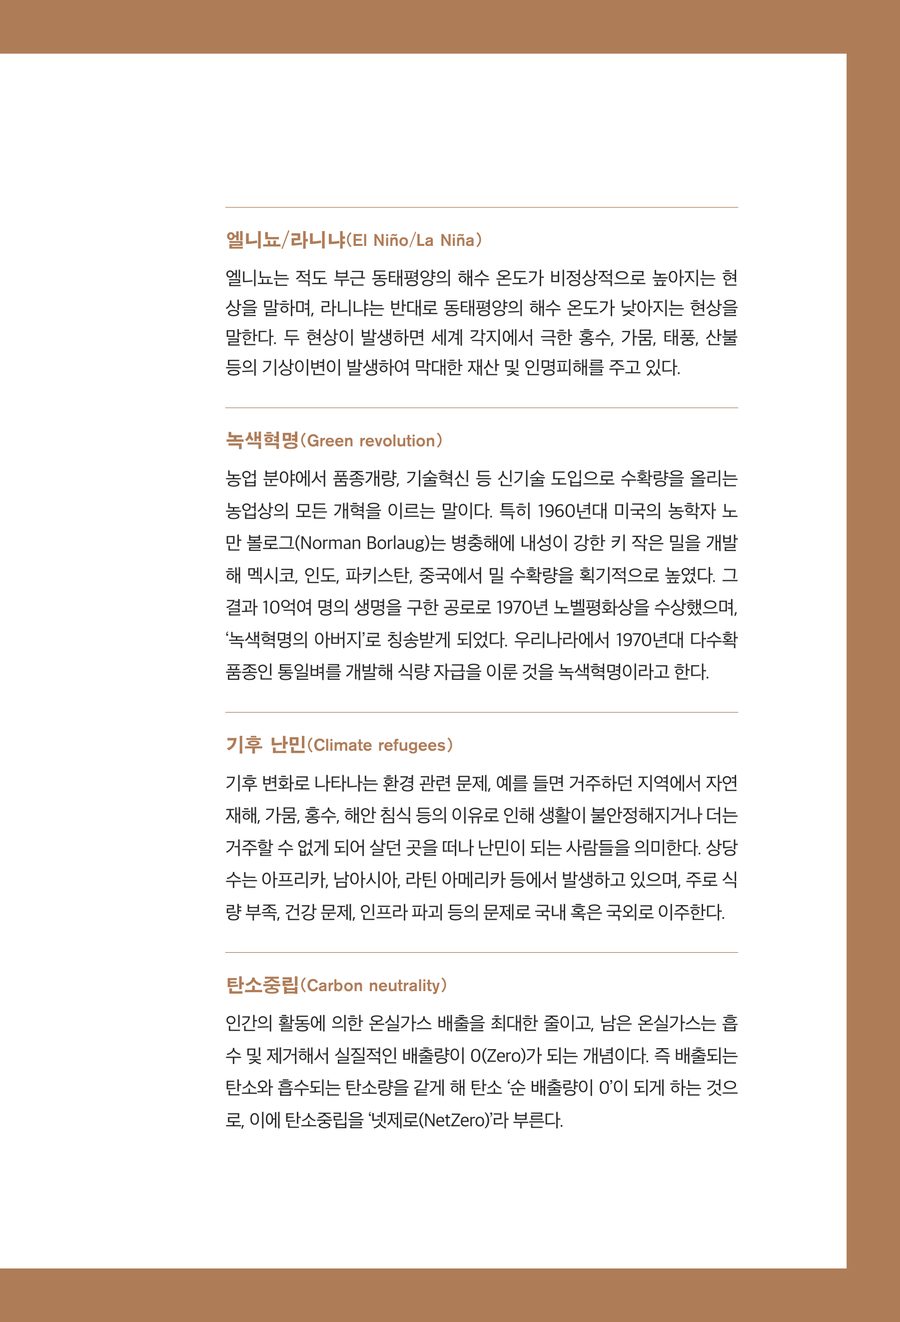 엘니뇨/라니냐(El Niño/La Niña)
엘니뇨는 적도 부근 동태평양의 해수 온도가 비정상적으로 높아지는 현
상을 말하며, 라니냐는 반대로 동태평양의 해수 온도가 낮아지는 현상을
말한다. 두 현상이 발생하면 세계 각지에서 극한 홍수, 가뭄, 태풍, 산불
등의 기상이변이 발생하여 막대한 재산 및 인명피해를 주고 있다.
녹색혁명(Green revolution)
농업 분야에서 품종개량, 기술혁신 등 신기술 도입으로 수확량을 올리는
농업상의 모든 개혁을 이르는 말이다. 특히 1960년대 미국의 농학자 노
만 볼로그(Norman Borlaug)는 병충해에 내성이 강한 키 작은 밀을 개발
해 멕시코, 인도, 파키스탄, 중국에서 밀 수확량을 획기적으로 높였다. 그
결과 10억여 명의 생명을 구한 공로로 1970년 노벨평화상을 수상했으며,
‘녹색혁명의 아버지’로 칭송받게 되었다. 우리나라에서 1970년대 다수확
품종인 통일벼를 개발해 식량 자급을 이룬 것을 녹색혁명이라고 한다.
기후 난민(Climate refugees)
기후 변화로 나타나는 환경 관련 문제, 예를 들면 거주하던 지역에서 자연
재해, 가뭄, 홍수, 해안 침식 등의 이유로 인해 생활이 불안정해지거나 더는
거주할 수 없게 되어 살던 곳을 떠나 난민이 되는 사람들을 의미한다. 상당
수는 아프리카, 남아시아, 라틴 아메리카 등에서 발생하고 있으며, 주로 식
량 부족, 건강 문제, 인프라 파괴 등의 문제로 국내 혹은 국외로 이주한다.
탄소중립(Carbon neutrality)
인간의 활동에 의한 온실가스 배출을 최대한 줄이고, 남은 온실가스는 흡
수 및 제거해서 실질적인 배출량이 0(Zero)가 되는 개념이다. 즉 배출되는
탄소와 흡수되는 탄소량을 같게 해 탄소 ‘순 배출량이 0’이 되게 하는 것으
로, 이에 탄소중립을 ‘넷제로(NetZero)’라 부른다.